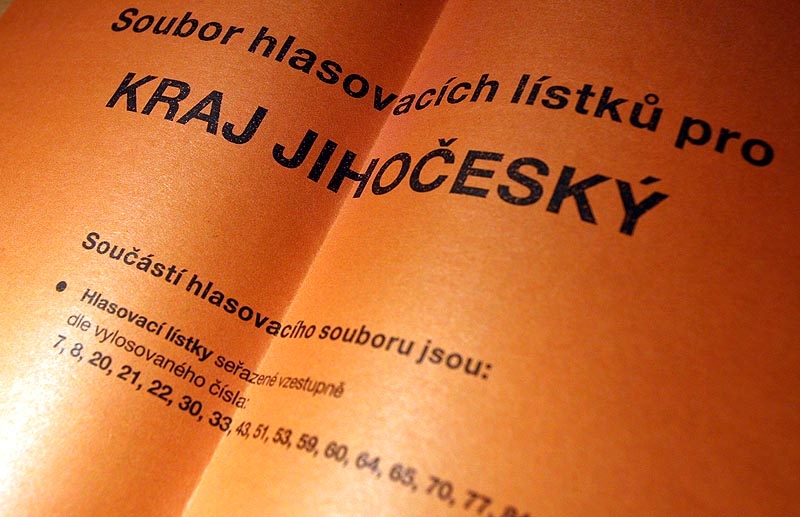 Soubor hlasovacích lístků pro
KRAJ JIHOČESKÝ
Součástí hlasovacího souboru jsou:
• Hlasovací lístky seřazené vzestupně
dle vylosovaného čísla:
7, 8, 20, 21, 22, 30, 33, 43, 51, 53, 59, 60, 64, 65, 70, 77,